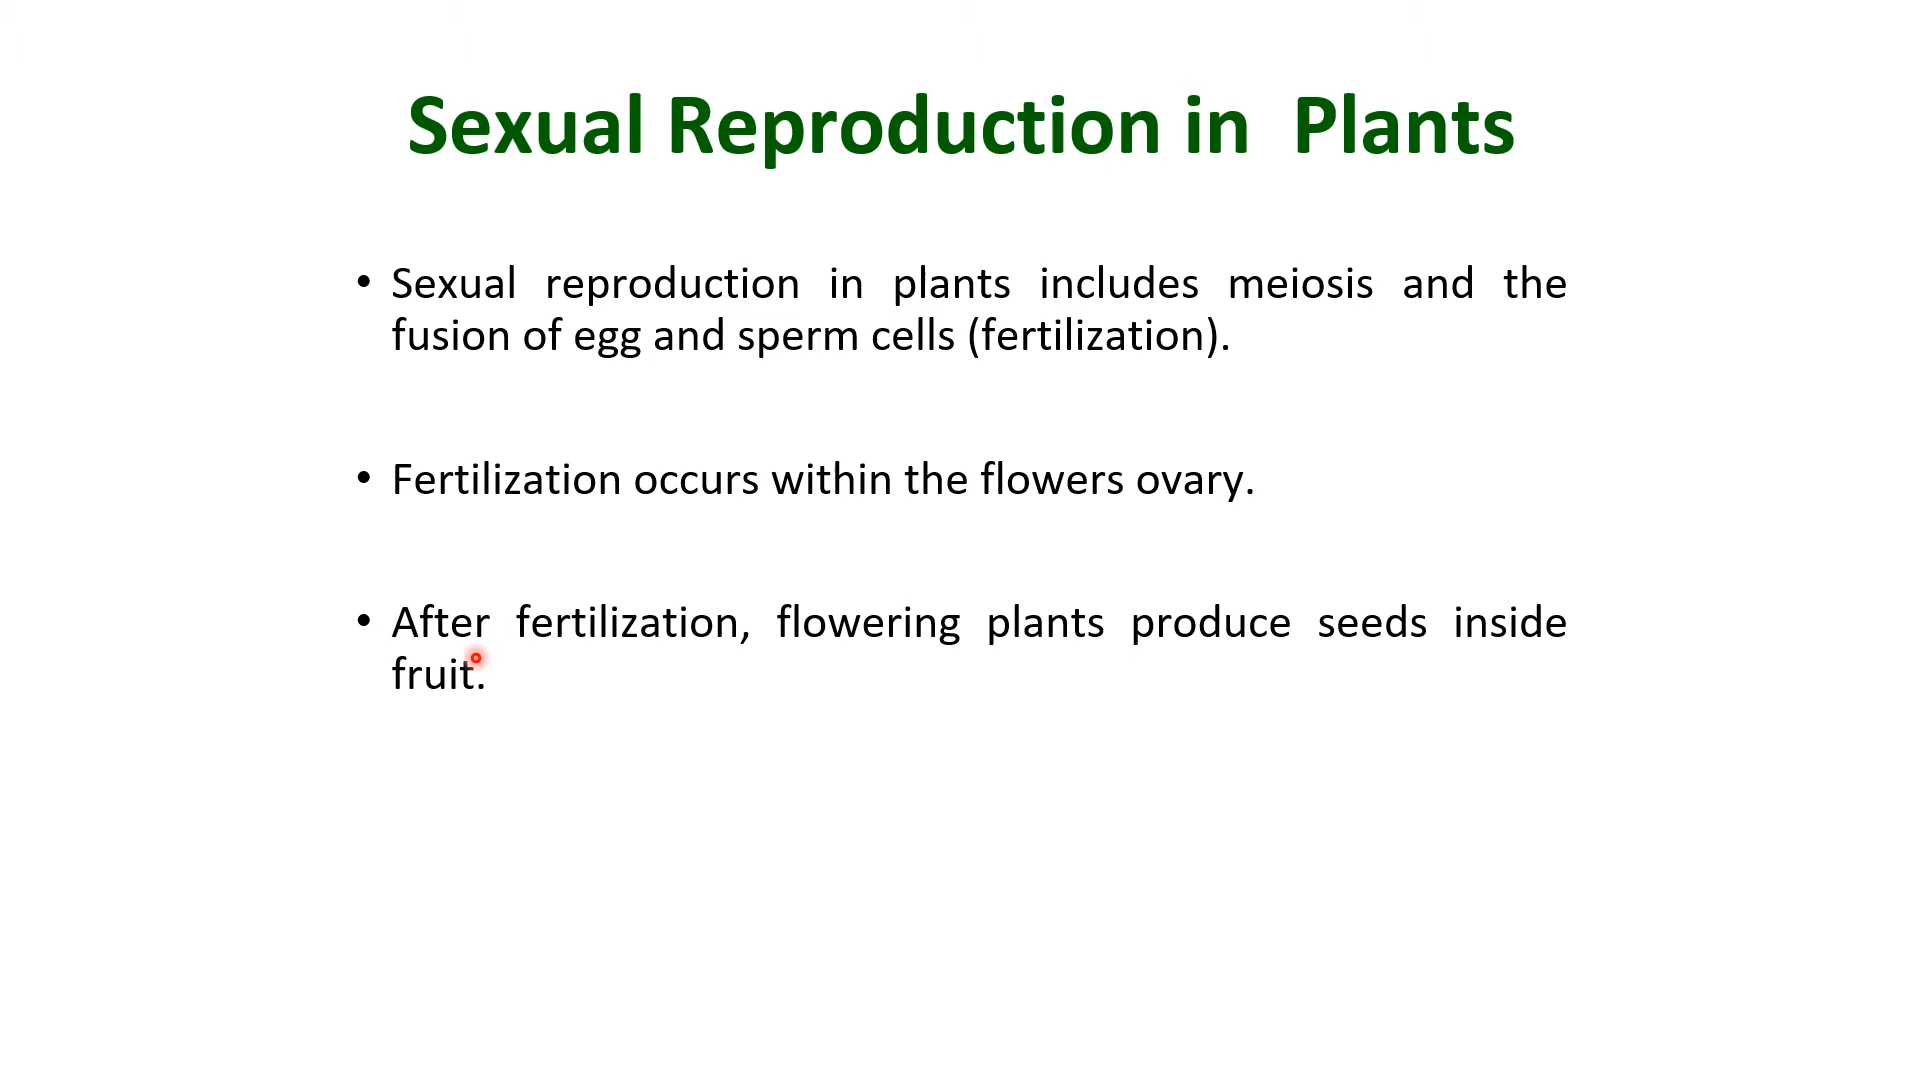 Sexual Reproduction in  Plants
• Sexual reproduction in plants includes meiosis and the
fusion of egg and sperm cells (fertilization).
• Fertilization occurs within the flowers ovary.
• After fertilization, flowering plants produce seeds inside
fruit.